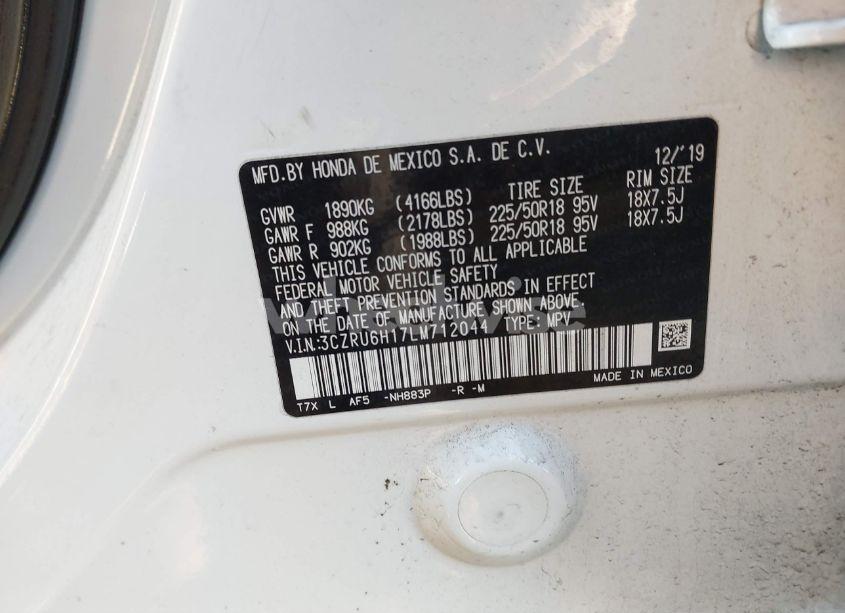 MFD.BY HONDA DE MEXICO S.A. DE C.V. 12/'19
TIRE SIZE RIM SIZE
GVWR 1890KG (4166LBS)
GAWR F 988KG (2178LBS) 225/50R18 95V 18X7.5J
GAWR R 902KG (1988LBS) 225/50R18 95V 18X7.5J
THIS VEHICLE CONFORMS TO ALL APPLICABLE
FEDERAL MOTOR VEHICLE SAFETY
AND THEFT PREVENTION STANDARDS IN EFFECT
ON THE DATE OF MANUFACTURE SHOWN ABOVE.
V.I.N:3CZRU6H17LM712044 TYPE: MPV
MADE IN MEXICO
T7X L AF5 -NH883P -R -M